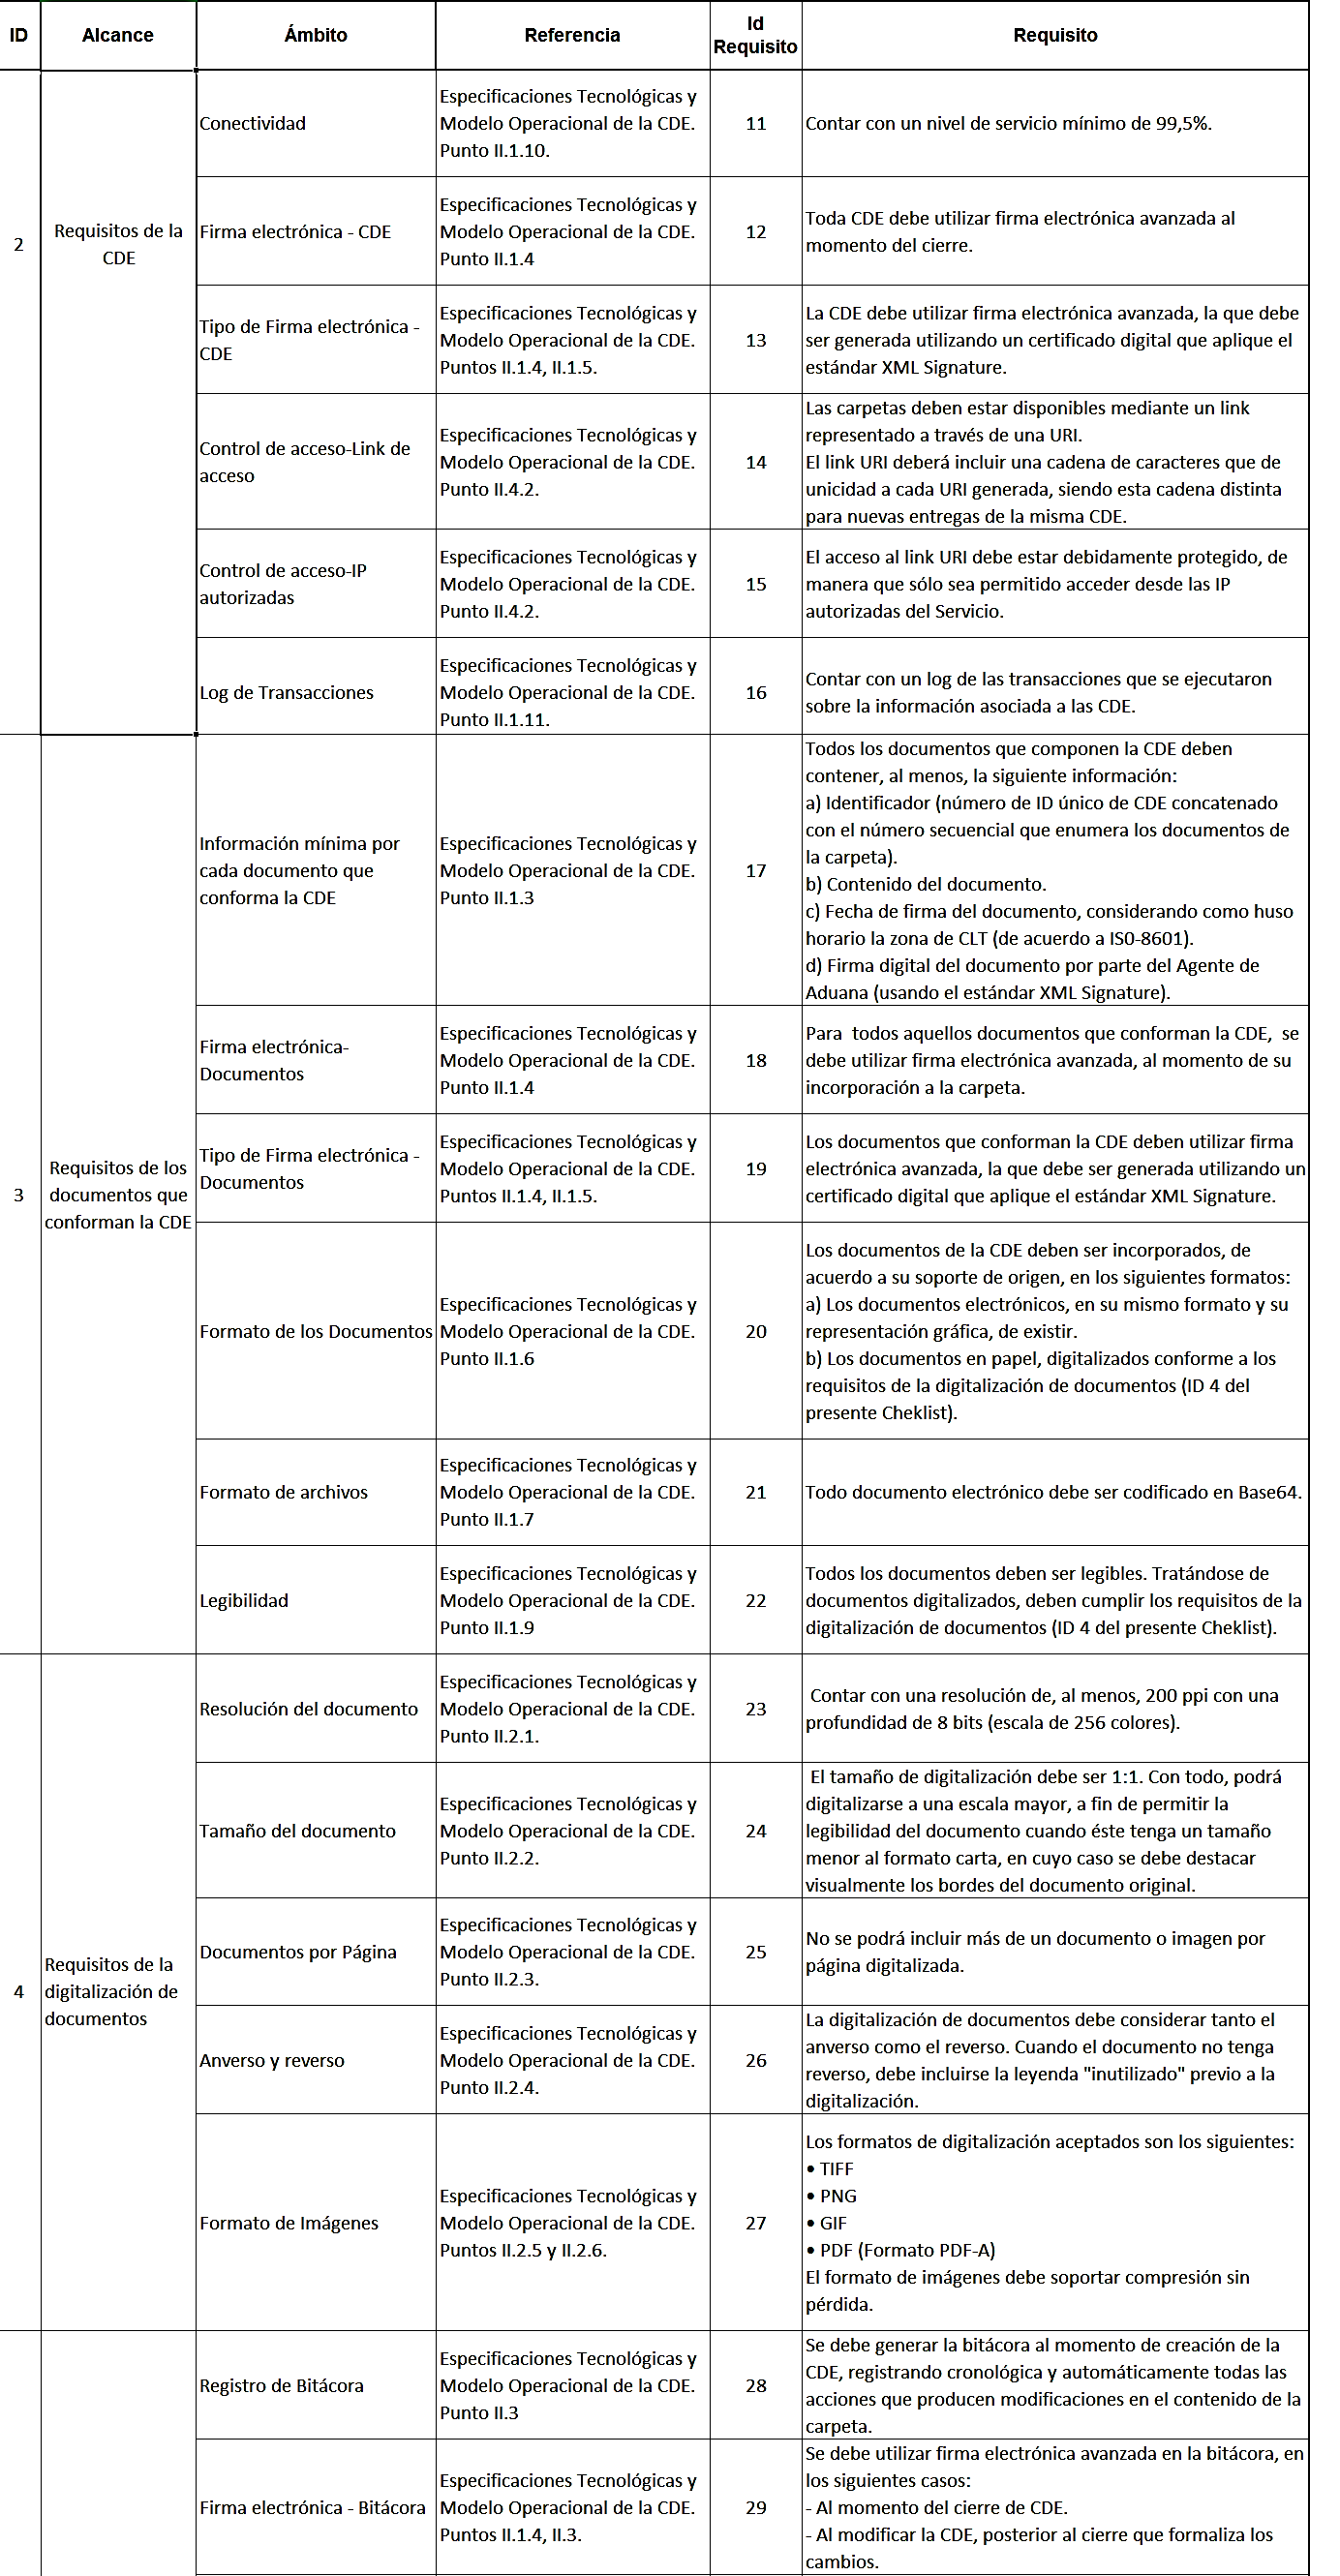 ID
Alcance
Ámbito
Referencia
Id
Requisito
Requisito
2
Requisitos de la
CDE
Conectividad
Especificaciones Tecnológicas y
Modelo Operacional de la CDE.
Punto II.1.10.
11
Contar con un nivel de servicio mínimo de 99,5%.
Firma electrónica - CDE
Especificaciones Tecnológicas y
Modelo Operacional de la CDE.
Punto II.1.4
12
Toda CDE debe utilizar firma electrónica avanzada al
momento del cierre.
Tipo de Firma electrónica -
CDE
Especificaciones Tecnológicas y
Modelo Operacional de la CDE.
Puntos II.1.4, II.1.5.
13
La CDE debe utilizar firma electrónica avanzada, la que debe
ser generada utilizando un certificado digital que aplique el
estándar XML Signature.
Control de acceso-Link de
acceso
Especificaciones Tecnológicas y
Modelo Operacional de la CDE.
Punto II.4.2.
14
Las carpetas deben estar disponibles mediante un link
representado a través de una URI.
El link URI deberá incluir una cadena de caracteres que de
unicidad a cada URI generada, siendo esta cadena distinta
para nuevas entregas de la misma CDE.
Control de acceso-IP
autorizadas
Especificaciones Tecnológicas y
Modelo Operacional de la CDE.
Punto II.4.2.
15
El acceso al link URI debe estar debidamente protegido, de
manera que sólo sea permitido acceder desde las IP
autorizadas del Servicio.
Log de Transacciones
Especificaciones Tecnológicas y
Modelo Operacional de la CDE.
Punto II.1.11.
16
Contar con un log de las transacciones que se ejecutaron
sobre la información asociada a las CDE.
3
Requisitos de los
documentos que
conforman la CDE
Información mínima por
cada documento que
conforma la CDE
Especificaciones Tecnológicas y
Modelo Operacional de la CDE.
Punto II.1.3
17
Todos los documentos que componen la CDE deben
contener, al menos, la siguiente información:
a) Identificador (número de ID único de CDE concatenado
con el número secuencial que enumera los documentos de
la carpeta).
b) Contenido del documento.
c) Fecha de firma del documento, considerando como huso
horario la zona de CLT (de acuerdo a IS0-8601).
d) Firma digital del documento por parte del Agente de
Aduana (usando el estándar XML Signature).
Firma electrónica-
Documentos
Especificaciones Tecnológicas y
Modelo Operacional de la CDE.
Punto II.1.4
18
Para  todos aquellos documentos que conforman la CDE,  se
debe utilizar firma electrónica avanzada, al momento de su
incorporación a la carpeta.
Tipo de Firma electrónica -
Documentos
Especificaciones Tecnológicas y
Modelo Operacional de la CDE.
Puntos II.1.4, II.1.5.
19
Los documentos que conforman la CDE deben utilizar firma
electrónica avanzada, la que debe ser generada utilizando un
certificado digital que aplique el estándar XML Signature.
Formato de los Documentos
Especificaciones Tecnológicas y
Modelo Operacional de la CDE.
Punto II.1.6
20
Los documentos de la CDE deben ser incorporados, de
acuerdo a su soporte de origen, en los siguientes formatos:
a) Los documentos electrónicos, en su mismo formato y su
representación gráfica, de existir.
b) Los documentos en papel, digitalizados conforme a los
requisitos de la digitalización de documentos (ID 4 del
presente Cheklist).
Formato de archivos
Especificaciones Tecnológicas y
Modelo Operacional de la CDE.
Punto II.1.7
21
Todo documento electrónico debe ser codificado en Base64.
Legibilidad
Especificaciones Tecnológicas y
Modelo Operacional de la CDE.
Punto II.1.9
22
Todos los documentos deben ser legibles. Tratándose de
documentos digitalizados, deben cumplir los requisitos de la
digitalización de documentos (ID 4 del presente Cheklist).
4
Requisitos de la
digitalización de
documentos
Resolución del documento
Especificaciones Tecnológicas y
Modelo Operacional de la CDE.
Punto II.2.1.
23
Contar con una resolución de, al menos, 200 ppi con una
profundidad de 8 bits (escala de 256 colores).
Tamaño del documento
Especificaciones Tecnológicas y
Modelo Operacional de la CDE.
Punto II.2.2.
24
El tamaño de digitalización debe ser 1:1. Con todo, podrá
digitalizarse a una escala mayor, a fin de permitir la
legibilidad del documento cuando éste tenga un tamaño
menor al formato carta, en cuyo caso se debe destacar
visualmente los bordes del documento original.
Documentos por Página
Especificaciones Tecnológicas y
Modelo Operacional de la CDE.
Punto II.2.3.
25
No se podrá incluir más de un documento o imagen por
página digitalizada.
Anverso y reverso
Especificaciones Tecnológicas y
Modelo Operacional de la CDE.
Punto II.2.4.
26
La digitalización de documentos debe considerar tanto el
anverso como el reverso. Cuando el documento no tenga
reverso, debe incluirse la leyenda "inutilizado" previo a la
digitalización.
Formato de Imágenes
Especificaciones Tecnológicas y
Modelo Operacional de la CDE.
Puntos II.2.5 y II.2.6.
27
Los formatos de digitalización aceptados son los siguientes:
• TIFF
• PNG
• GIF
• PDF (Formato PDF-A)
El formato de imágenes debe soportar compresión sin
pérdida.
Registro de Bitácora
Especificaciones Tecnológicas y
Modelo Operacional de la CDE.
Punto II.3
28
Se debe generar la bitácora al momento de creación de la
CDE, registrando cronológica y automáticamente todas las
acciones que producen modificaciones en el contenido de la
carpeta.
Firma electrónica - Bitácora
Especificaciones Tecnológicas y
Modelo Operacional de la CDE.
Puntos II.1.4, II.3.
29
Se debe utilizar firma electrónica avanzada en la bitácora, en
los siguientes casos:
- Al momento del cierre de CDE.
- Al modificar la CDE, posterior al cierre que formaliza los
cambios.